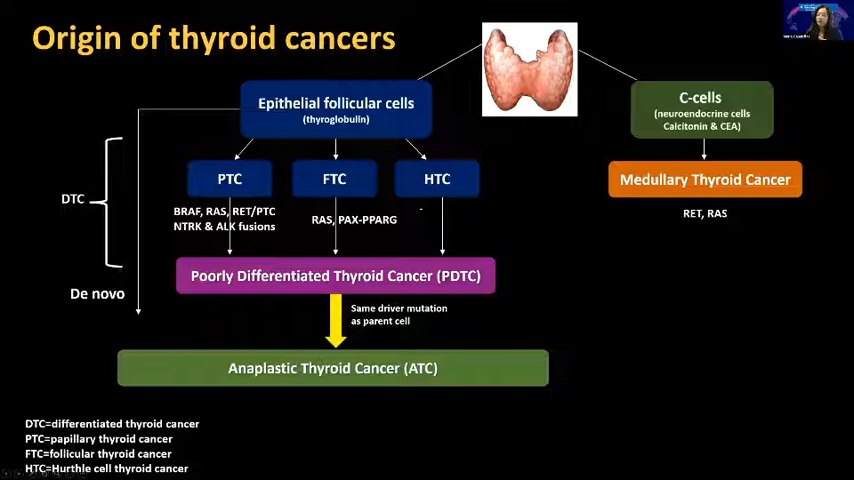 Origin of thyroid cancers
Epithelial follicular cells
(thyroglobulin)
C-cells
(neuroendocrine cells
Calcitonin & CEA)
PTC
FTC
HTC
Medullary Thyroid Cancer
DTC
BRAF, RAS, RET/PTC
NTRK & ALK fusions
RAS, PAX-PPARG
-
RET, RAS
Poorly Differentiated Thyroid Cancer (PDTC)
De novo
Same driver mutation
as parent cell
Anaplastic Thyroid Cancer (ATC)
DTC=differentiated thyroid cancer
PTC=papillary thyroid cancer
FTC=follicular thyroid cancer
HTC=Hurthle cell thyroid cancer